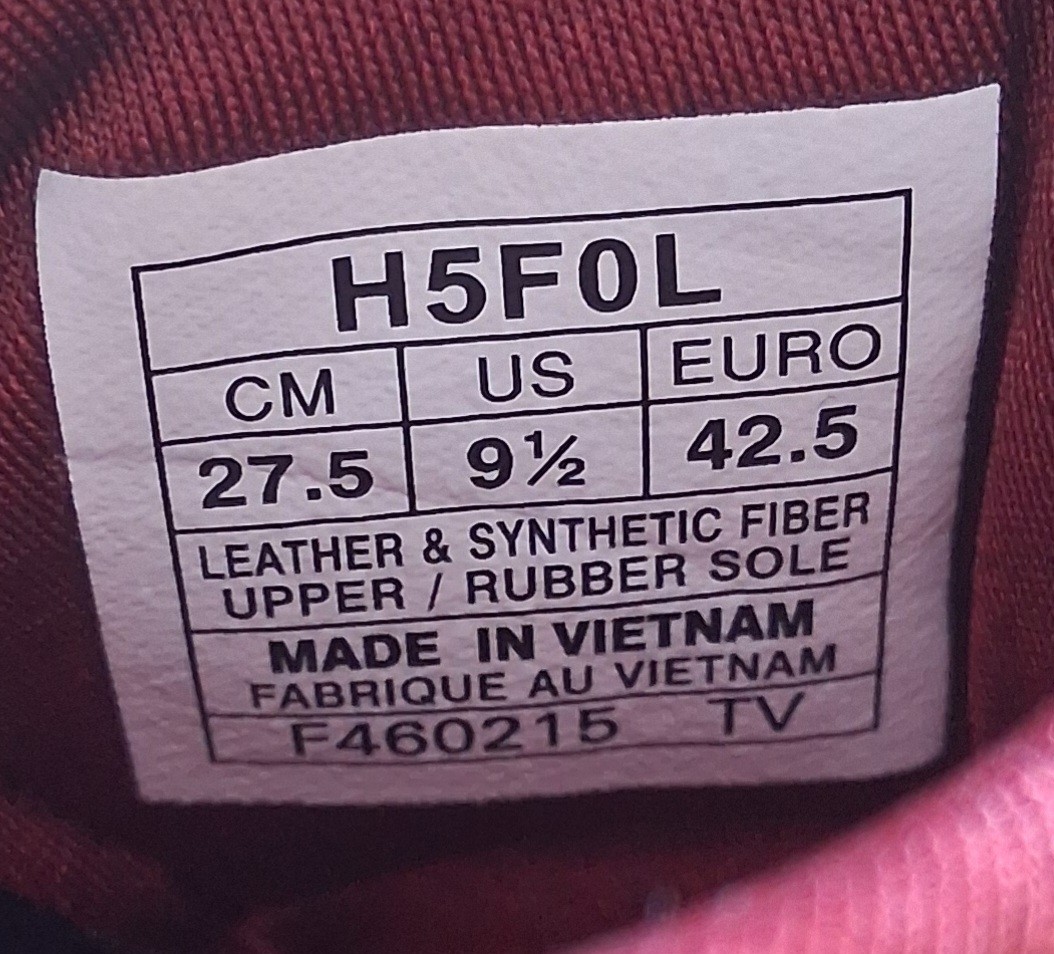 H5F0L
CM US EURO
27.5 9½ 42.5
LEATHER & SYNTHETIC FIBER
UPPER / RUBBER SOLE
MADE IN VIETNAM
FABRIQUE AU VIETNAM
F460215 TV